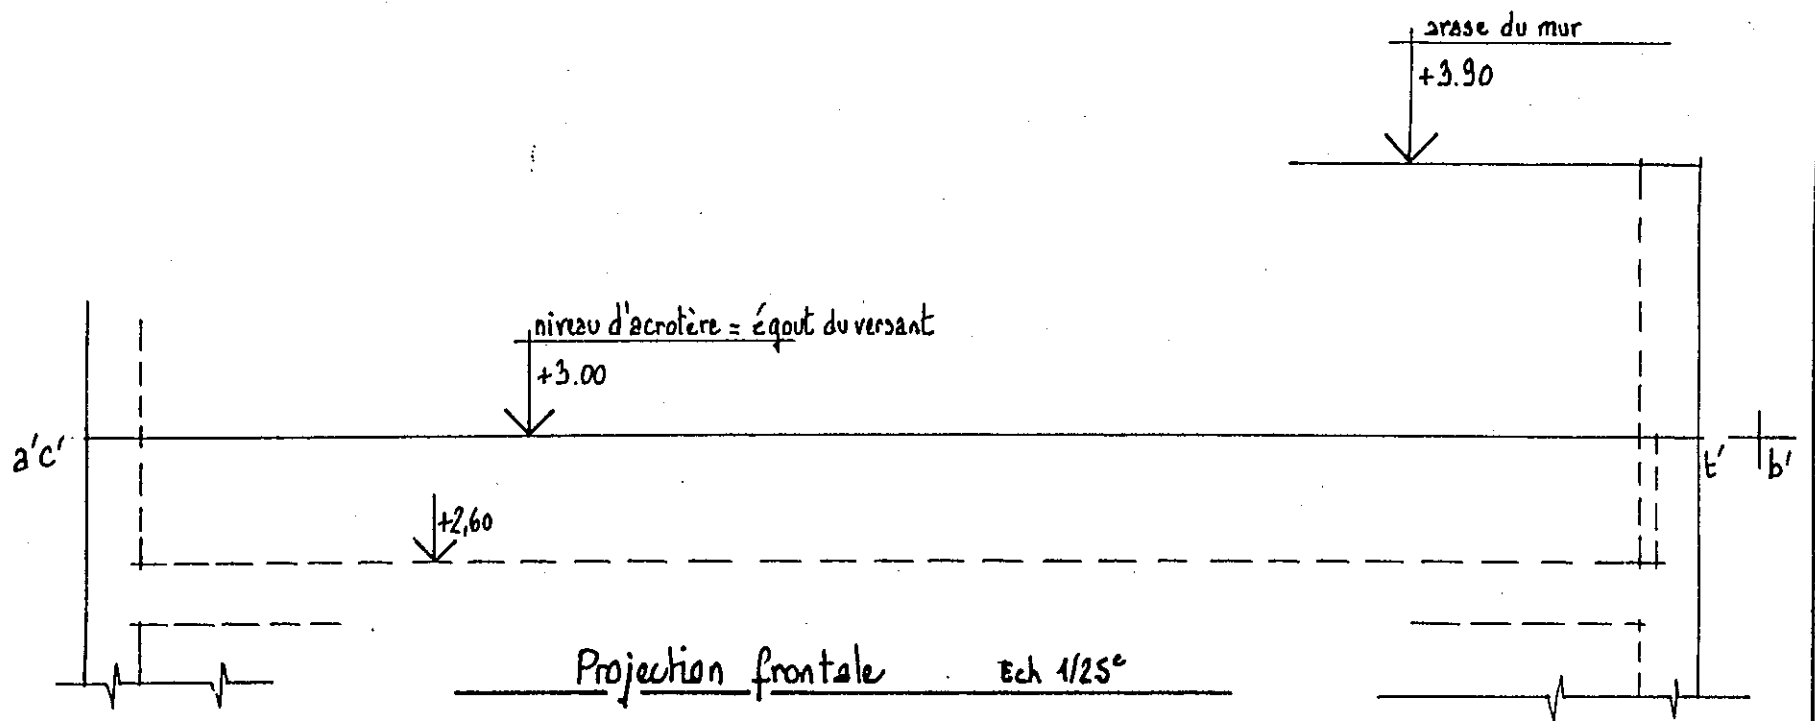 arase du mur
+3.90
niveau d'acrotère = égout du versant
+3.00
a'c'
t'
b'
+2,60
Projection frontale Ech 1/25e